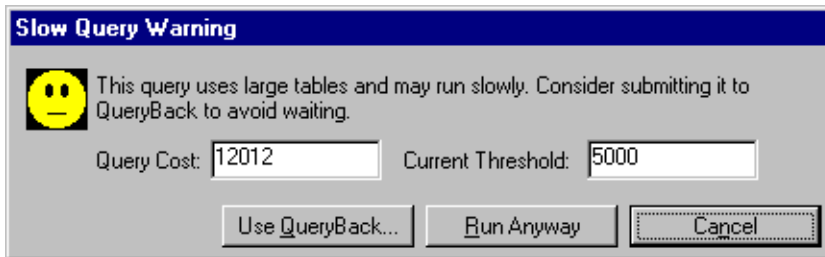 Slow Query Warning
This query uses large tables and may run slowly. Consider submitting it to
QueryBack to avoid waiting.
Query Cost: 12012 Current Threshold: 5000
Use QueryBack... Run Anyway Cancel